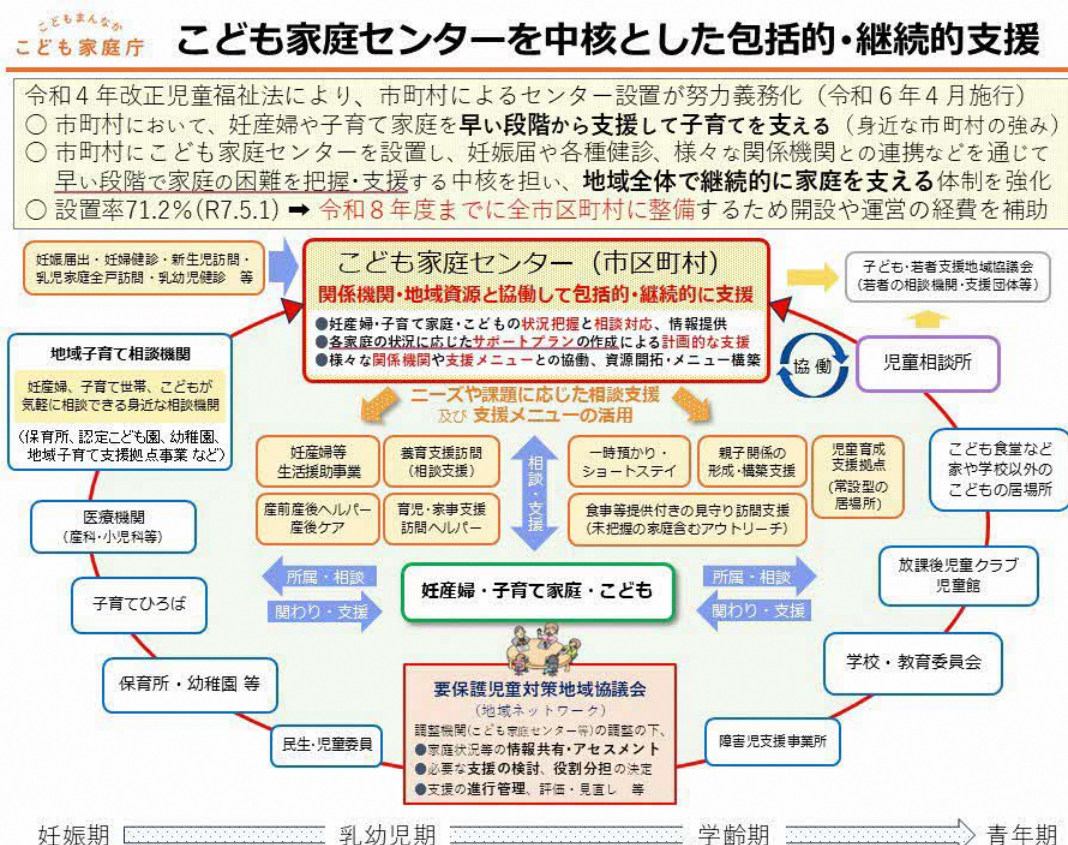 こどもまんなか
こども家庭庁
こども家庭センターを中核とした包括的・継続的支援
令和４年改正児童福祉法により、市町村によるセンター設置が努力義務化（令和６年４月施行）
○ 市町村において、妊産婦や子育て家庭を早い段階から支援して子育てを支える（身近な市町村の強み）
○ 市町村にこども家庭センターを設置し、妊娠届や各種健診、様々な関係機関との連携などを通じて
早い段階で家庭の困難を把握・支援する中核を担い、地域全体で継続的に家庭を支える体制を強化
○ 設置率71.2%(R7.5.1) ➡ 令和８年度までに全市区町村に整備するため開設や運営の経費を補助
妊娠届出・妊婦健診・新生児訪問・
乳児家庭全戸訪問・乳幼児健診　等
こども家庭センター（市区町村）
関係機関・地域資源と協働して包括的・継続的に支援
●妊産婦・子育て家庭・こどもの状況把握と相談対応、情報提供
●各家庭の状況に応じたサポートプランの作成による計画的な支援
●様々な関係機関や支援メニューとの協働、資源開拓・メニュー構築
子ども・若者支援地域協議会
（若者の相談機関・支援団体等）
協働
児童相談所
地域子育て相談機関
妊産婦、子育て世帯、こどもが
気軽に相談できる身近な相談機関
（保育所、認定こども園、幼稚園、
地域子育て支援拠点事業 など）
ニーズや課題に応じた相談支援
及び 支援メニューの活用
妊産婦等
生活援助事業
養育支援訪問
（相談支援）
産前産後ヘルパー
産後ケア
育児・家事支援
訪問ヘルパー
相談・支援
一時預かり・
ショートステイ
親子関係の
形成・構築支援
児童育成
支援拠点
（常設型の
居場所）
食事等提供付きの見守り訪問支援
（未把握の家庭含むアウトリーチ）
こども食堂など
家や学校以外の
こどもの居場所
医療機関
（産科・小児科等）
放課後児童クラブ
児童館
所属・相談
関わり・支援
妊産婦・子育て家庭・こども
所属・相談
関わり・支援
子育てひろば
学校・教育委員会
保育所・幼稚園 等
要保護児童対策地域協議会
（地域ネットワーク）
調整機関(こども家庭センター等)の調整の下、
●家庭状況等の情報共有・アセスメント
●必要な支援の検討、役割分担の決定
●支援の進行管理、評価・見直し　等
民生・児童委員
障害児支援事業所
妊娠期
乳幼児期
学齢期
青年期